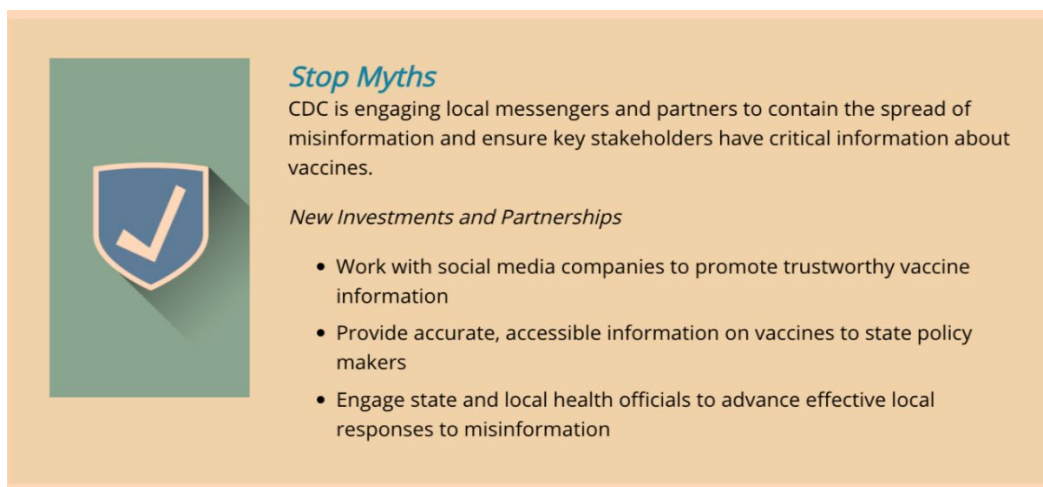 Stop Myths
CDC is engaging local messengers and partners to contain the spread of
misinformation and ensure key stakeholders have critical information about
vaccines.
New Investments and Partnerships
• Work with social media companies to promote trustworthy vaccine
information
• Provide accurate, accessible information on vaccines to state policy
makers
• Engage state and local health officials to advance effective local
responses to misinformation